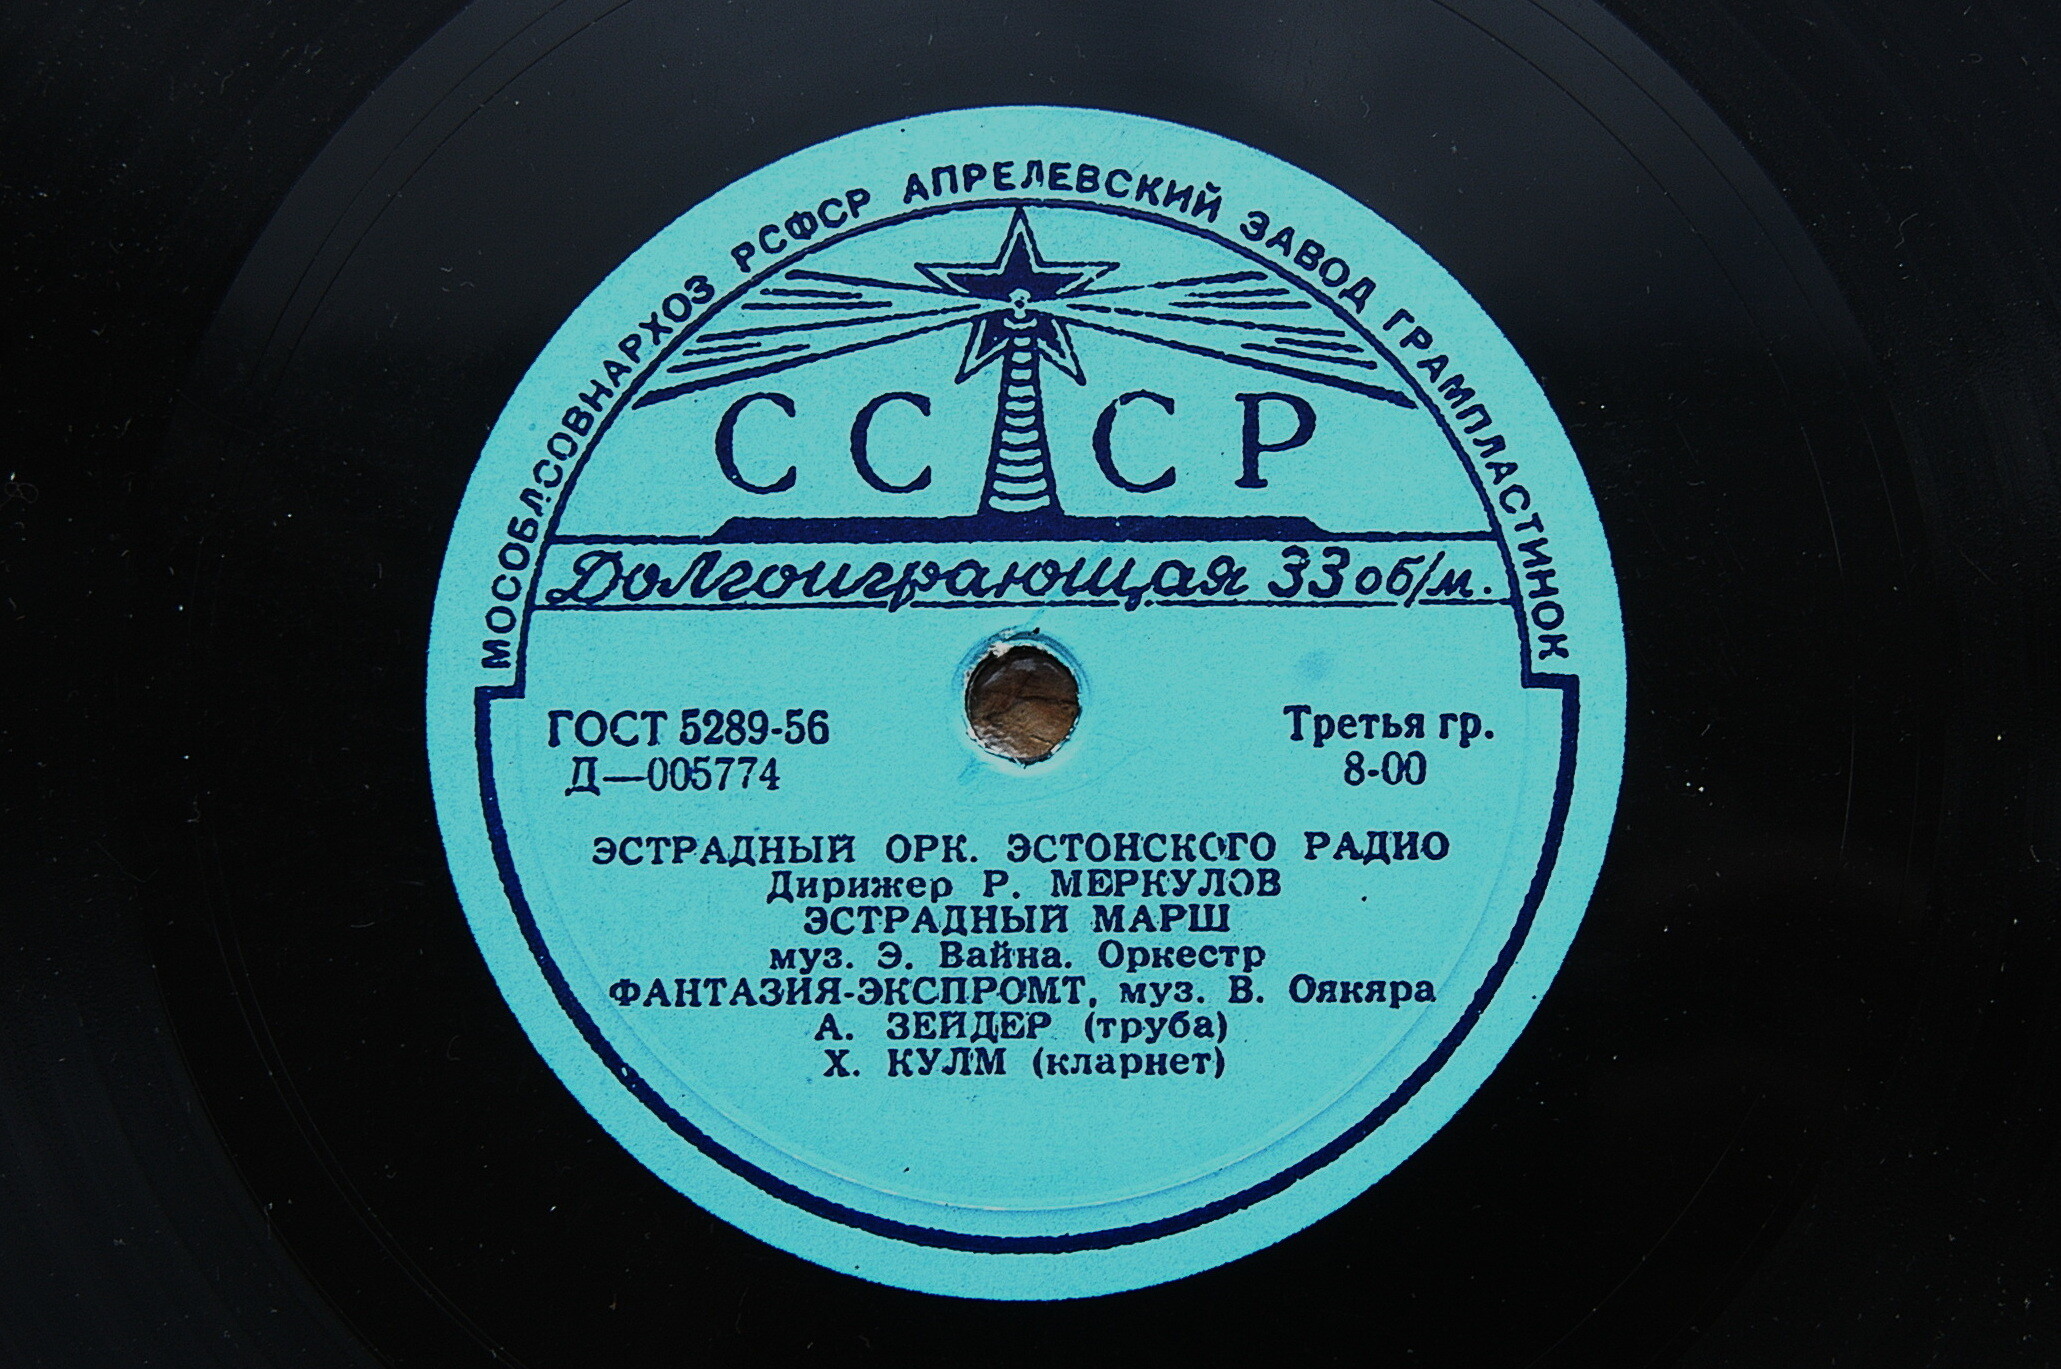 МОСОБЛСОВНАРХОЗ РСФСР АПРЕЛЕВСКИЙ ЗАВОД ГРАМПЛАСТИНОК
СССР
Долгоиграющая 33 об/м.
ГОСТ 5289-56
Д—005774
Третья гр.
8-00
ЭСТРАДНЫЙ ОРК. ЭСТОНСКОГО РАДИО
Дирижер Р. МЕРКУЛОВ
ЭСТРАДНЫЙ МАРШ
муз. Э. Вайна. Оркестр
ФАНТАЗИЯ-ЭКСПРОМТ, муз. В. Оякяра
А. ЗЕЙДЕР (труба)
Х. КУЛМ (кларнет)